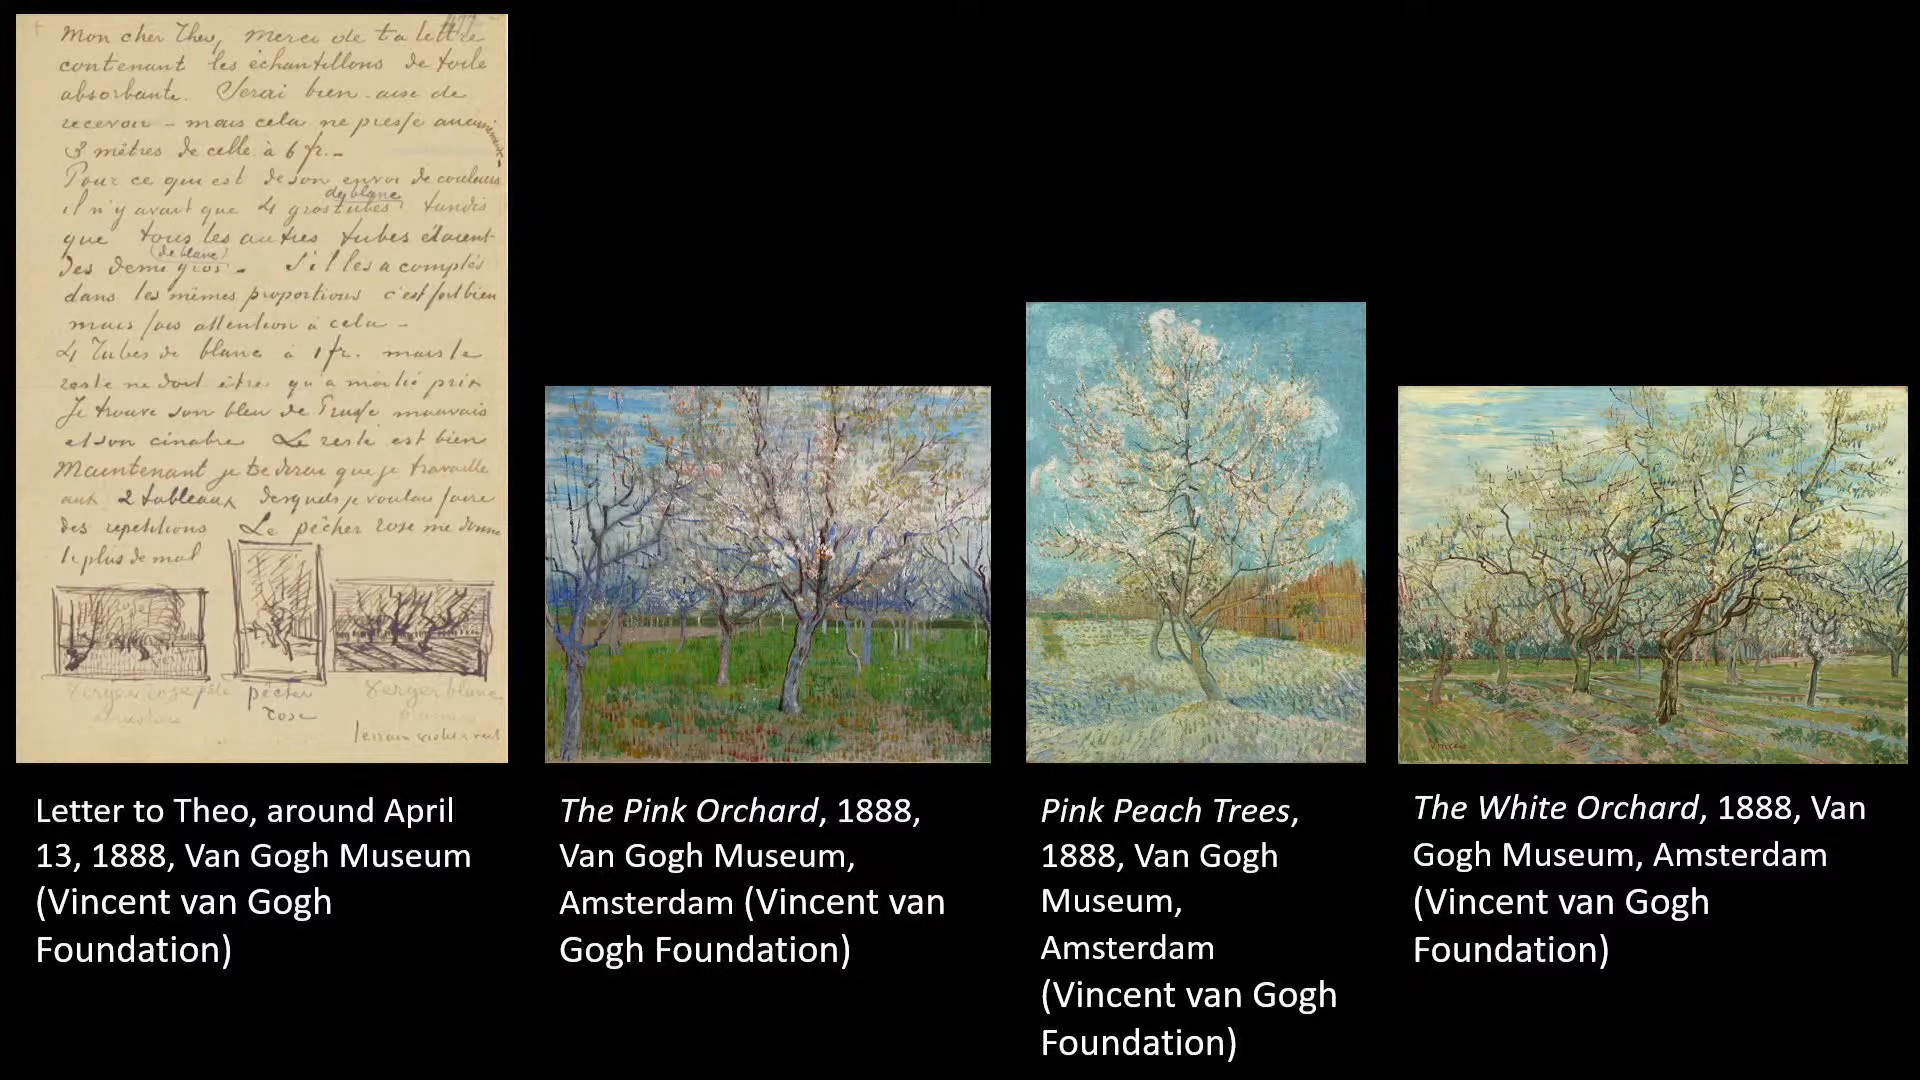 Mon cher Theo, merci de ta lettre
contenant les échantillons de toile
absorbante. Serai bien aise de
recevoir – mais cela ne presse aucunement –
3 mètres de celle à 6 fr. –
Pour ce qui est de son envoi de couleurs
de blanc
il n'y avait que 4 gros tubes tandis
que tous les autres tubes étaient
(de blanc)
des demi gros. – S'il les a comptés
dans les mêmes proportions c'est fort bien
mais fais attention à cela –
4 Tubes de blanc à 1 fr. mais le
reste ne doit être qu'a moitié prix
Je trouve son bleu de Prusse mauvais
et son cinabre Le reste est bien
Maintenant je te dirai que je travaille
aux 2 tableaux desquels je voulais faire
des repetitions Le pêcher rose me donne
le plus de mal
Verger rose pâle pêcher Verger blanc
rose
terrain violet vert
Letter to Theo, around April
13, 1888, Van Gogh Museum
(Vincent van Gogh
Foundation)
The Pink Orchard, 1888,
Van Gogh Museum,
Amsterdam (Vincent van
Gogh Foundation)
Pink Peach Trees,
1888, Van Gogh
Museum,
Amsterdam
(Vincent van Gogh
Foundation)
The White Orchard, 1888, Van
Gogh Museum, Amsterdam
(Vincent van Gogh
Foundation)